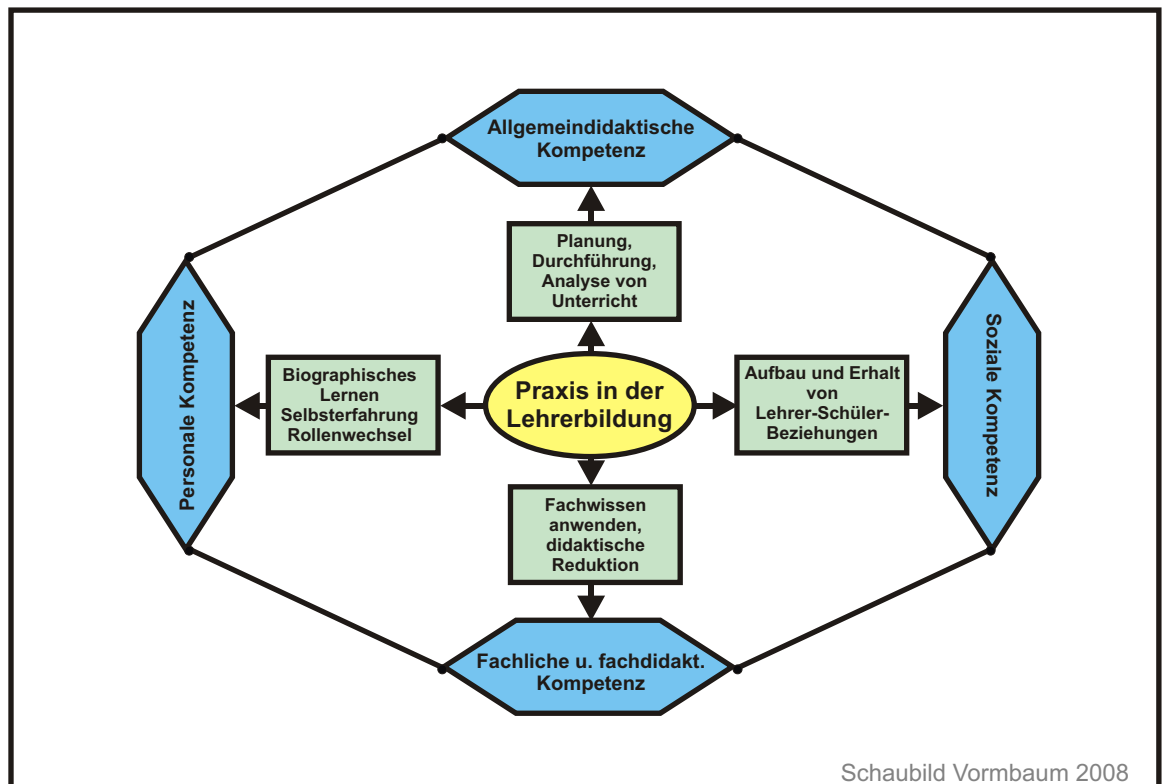 Allgemeindidaktische
Kompetenz
Planung,
Durchführung,
Analyse von
Unterricht
Personale Kompetenz
Biographisches
Lernen
Selbsterfahrung
Rollenwechsel
Praxis in der
Lehrerbildung
Aufbau und Erhalt
von
Lehrer-Schüler-
Beziehungen
Soziale Kompetenz
Fachwissen
anwenden,
didaktische
Reduktion
Fachliche u. fachdidakt.
Kompetenz
Schaubild Vormbaum 2008